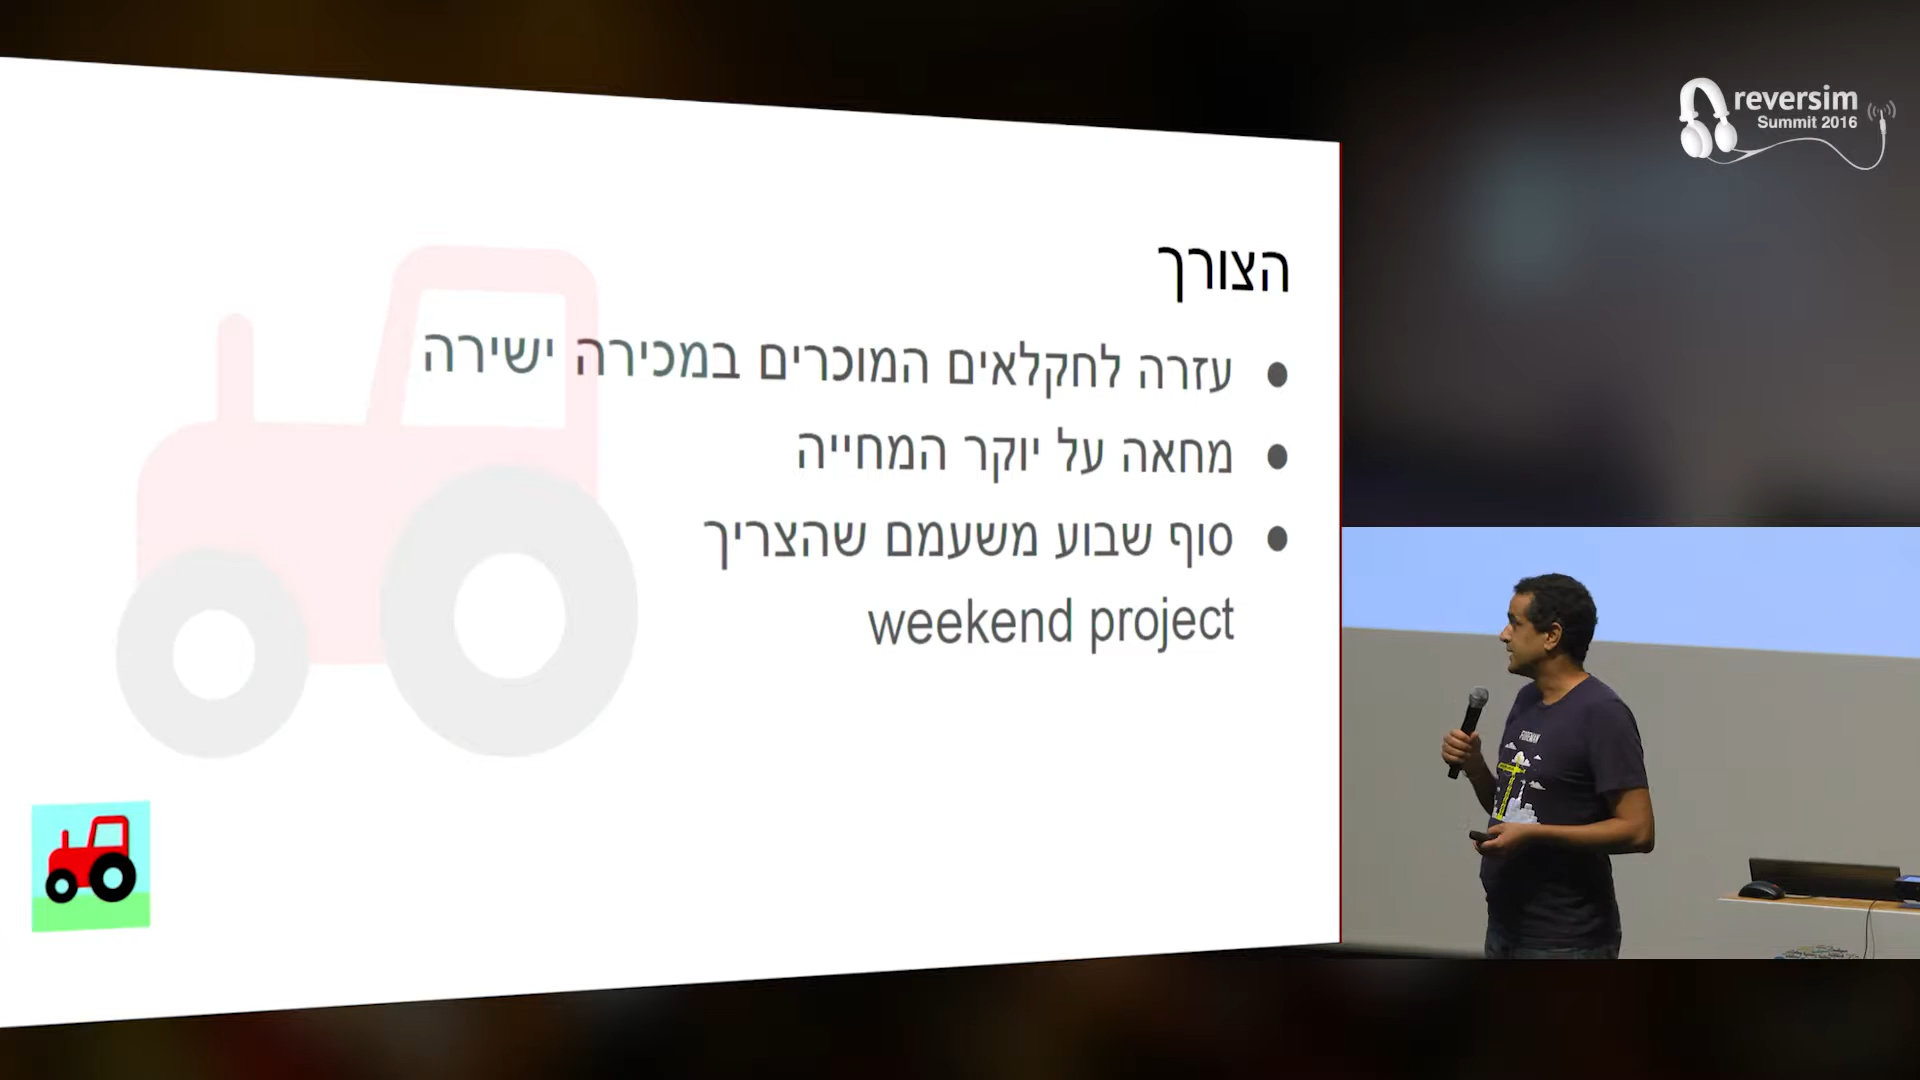 הצורך
● עזרה לחקלאים המוכרים במכירה ישירה
● מחאה על יוקר המחייה
● סוף שבוע משעמם שהצריך
weekend project
reversim
Summit 2016
FOREMAN